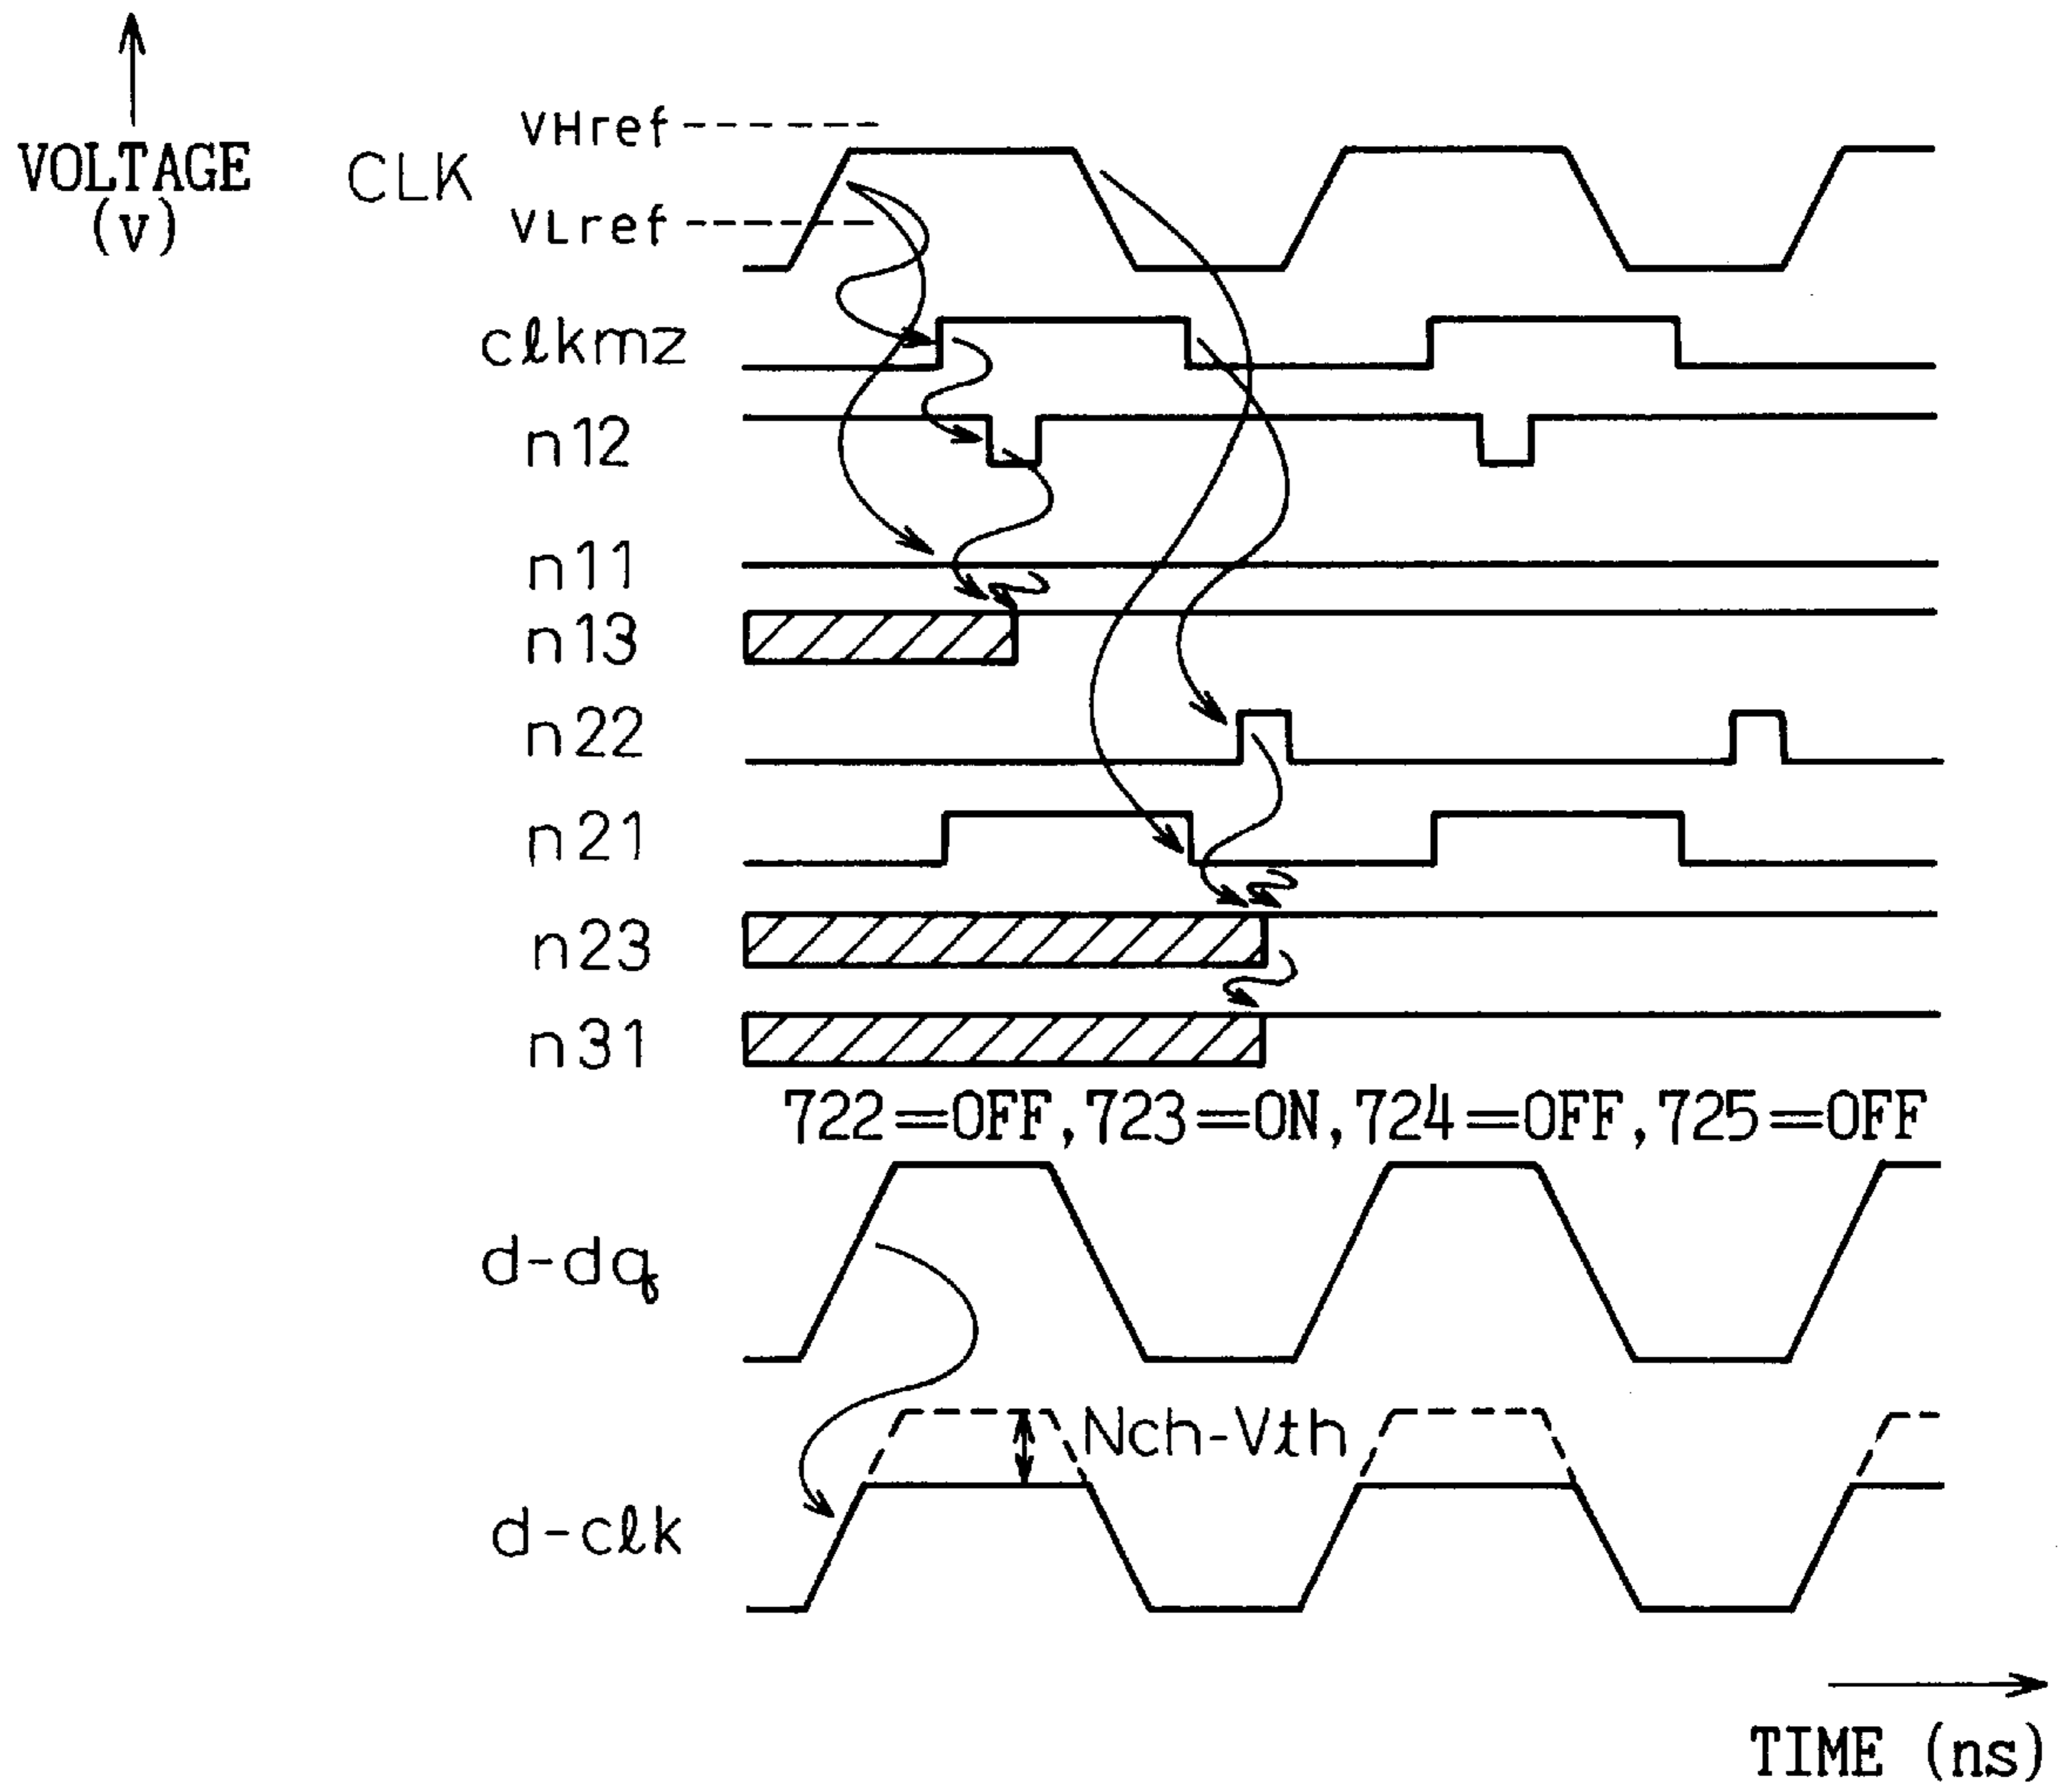 VOLTAGE
(V)
CLK
VHref
VLref
clkmz
n12
n11
n13
n22
n21
n23
n31
722=OFF,723=ON,724=OFF,725=OFF
d-dq
Nch-Vth
d-clk
TIME (ns)